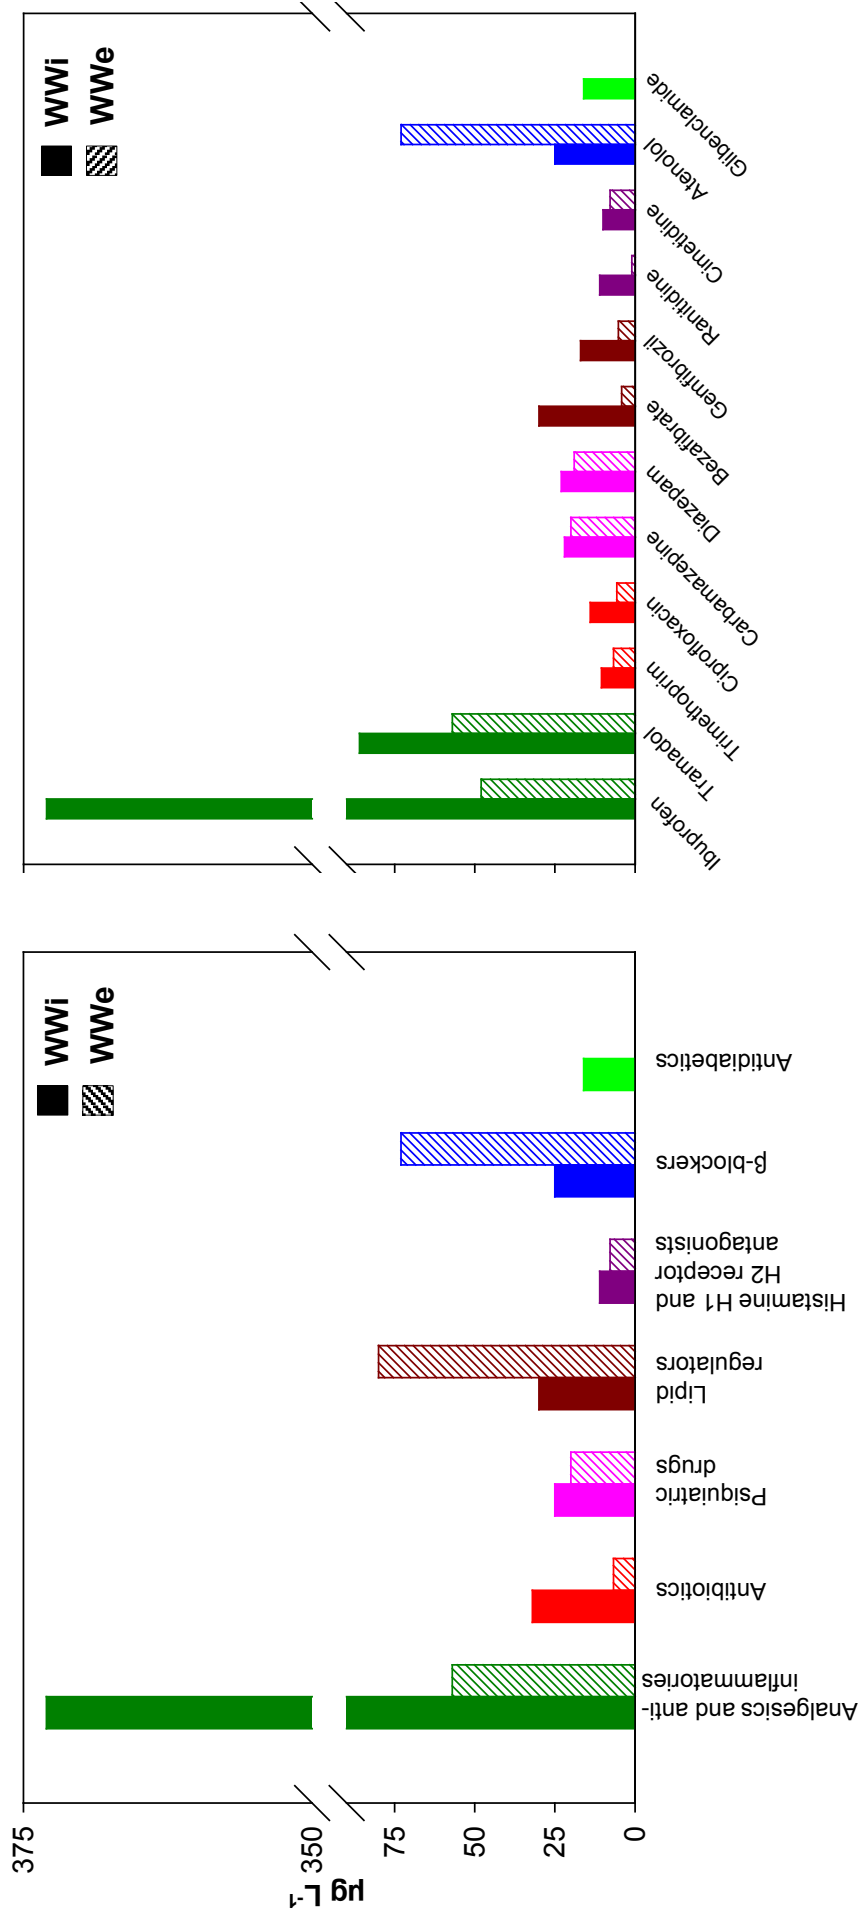 µg L-1
375
350
75
50
25
0
WWi
WWe
Analgesics and anti-
inflammatories
Antibiotics
Psiquiatric
drugs
Lipid
regulators
Histamine H1 and
H2 receptor
antagonists
β-blockers
Antidiabetics
WWi
WWe
Ibuprofen
Tramadol
Trimethoprim
Ciprofloxacin
Carbamazepine
Diazepam
Bezafibrate
Gemfibrozil
Ranitidine
Cimetidine
Atenolol
Glibenclamide